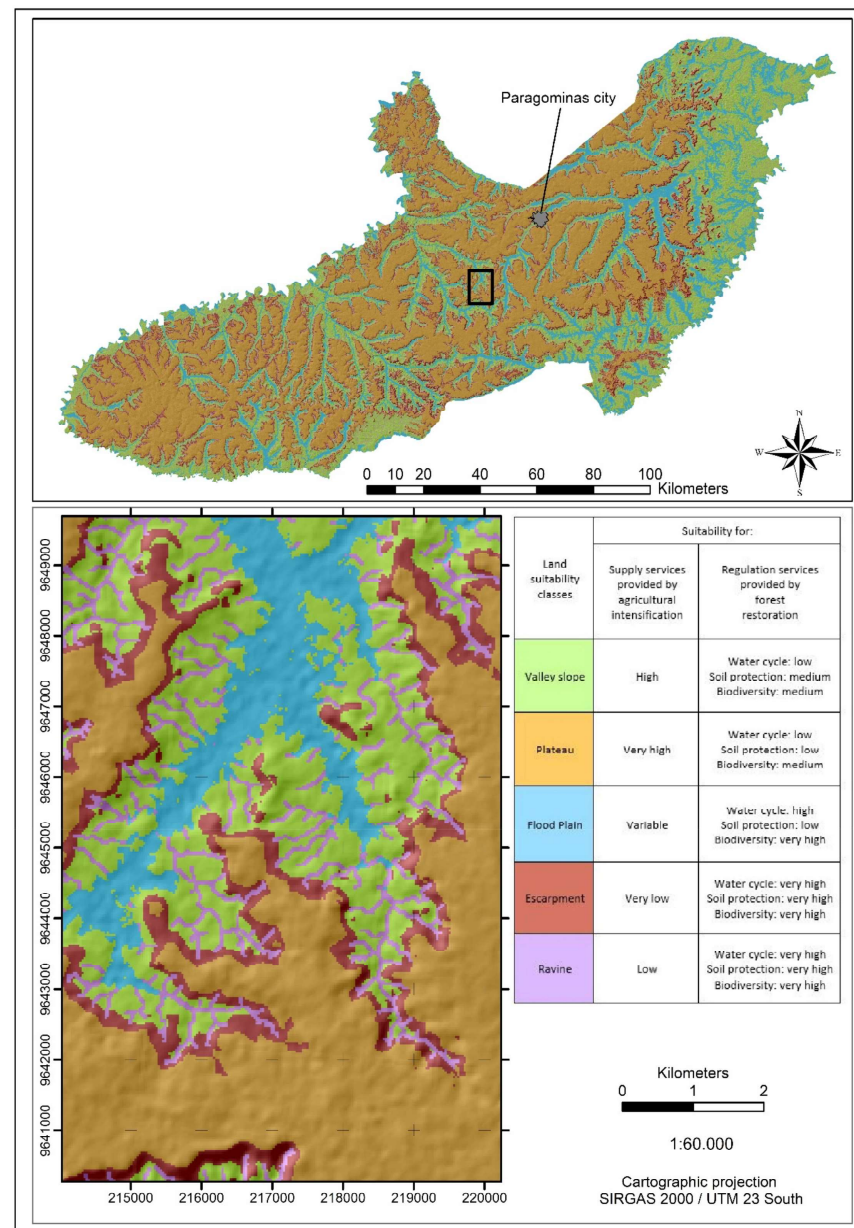 Paragominas city
N
W
E
S
0 10 20 40 60 80 100
Kilometers
9649000
9648000
9647000
9646000
9645000
9644000
9643000
9642000
9641000
215000 216000 217000 218000 219000 220000
Land
suitability
classes
Suitability for:
Supply services
provided by
agricultural
intensification
Regulation services
provided by
forest
restoration
Valley slope
High
Water cycle: low
Soil protection: medium
Biodiversity: medium
Plateau
Very high
Water cycle: low
Soil protection: low
Biodiversity: medium
Flood Plain
Variable
Water cycle: high
Soil protection: low
Biodiversity: very high
Escarpment
Very low
Water cycle: very high
Soil protection: very high
Biodiversity: very high
Ravine
Low
Water cycle: very high
Soil protection: very high
Biodiversity: very high
Kilometers
0 1 2
1:60.000
Cartographic projection
SIRGAS 2000 / UTM 23 South